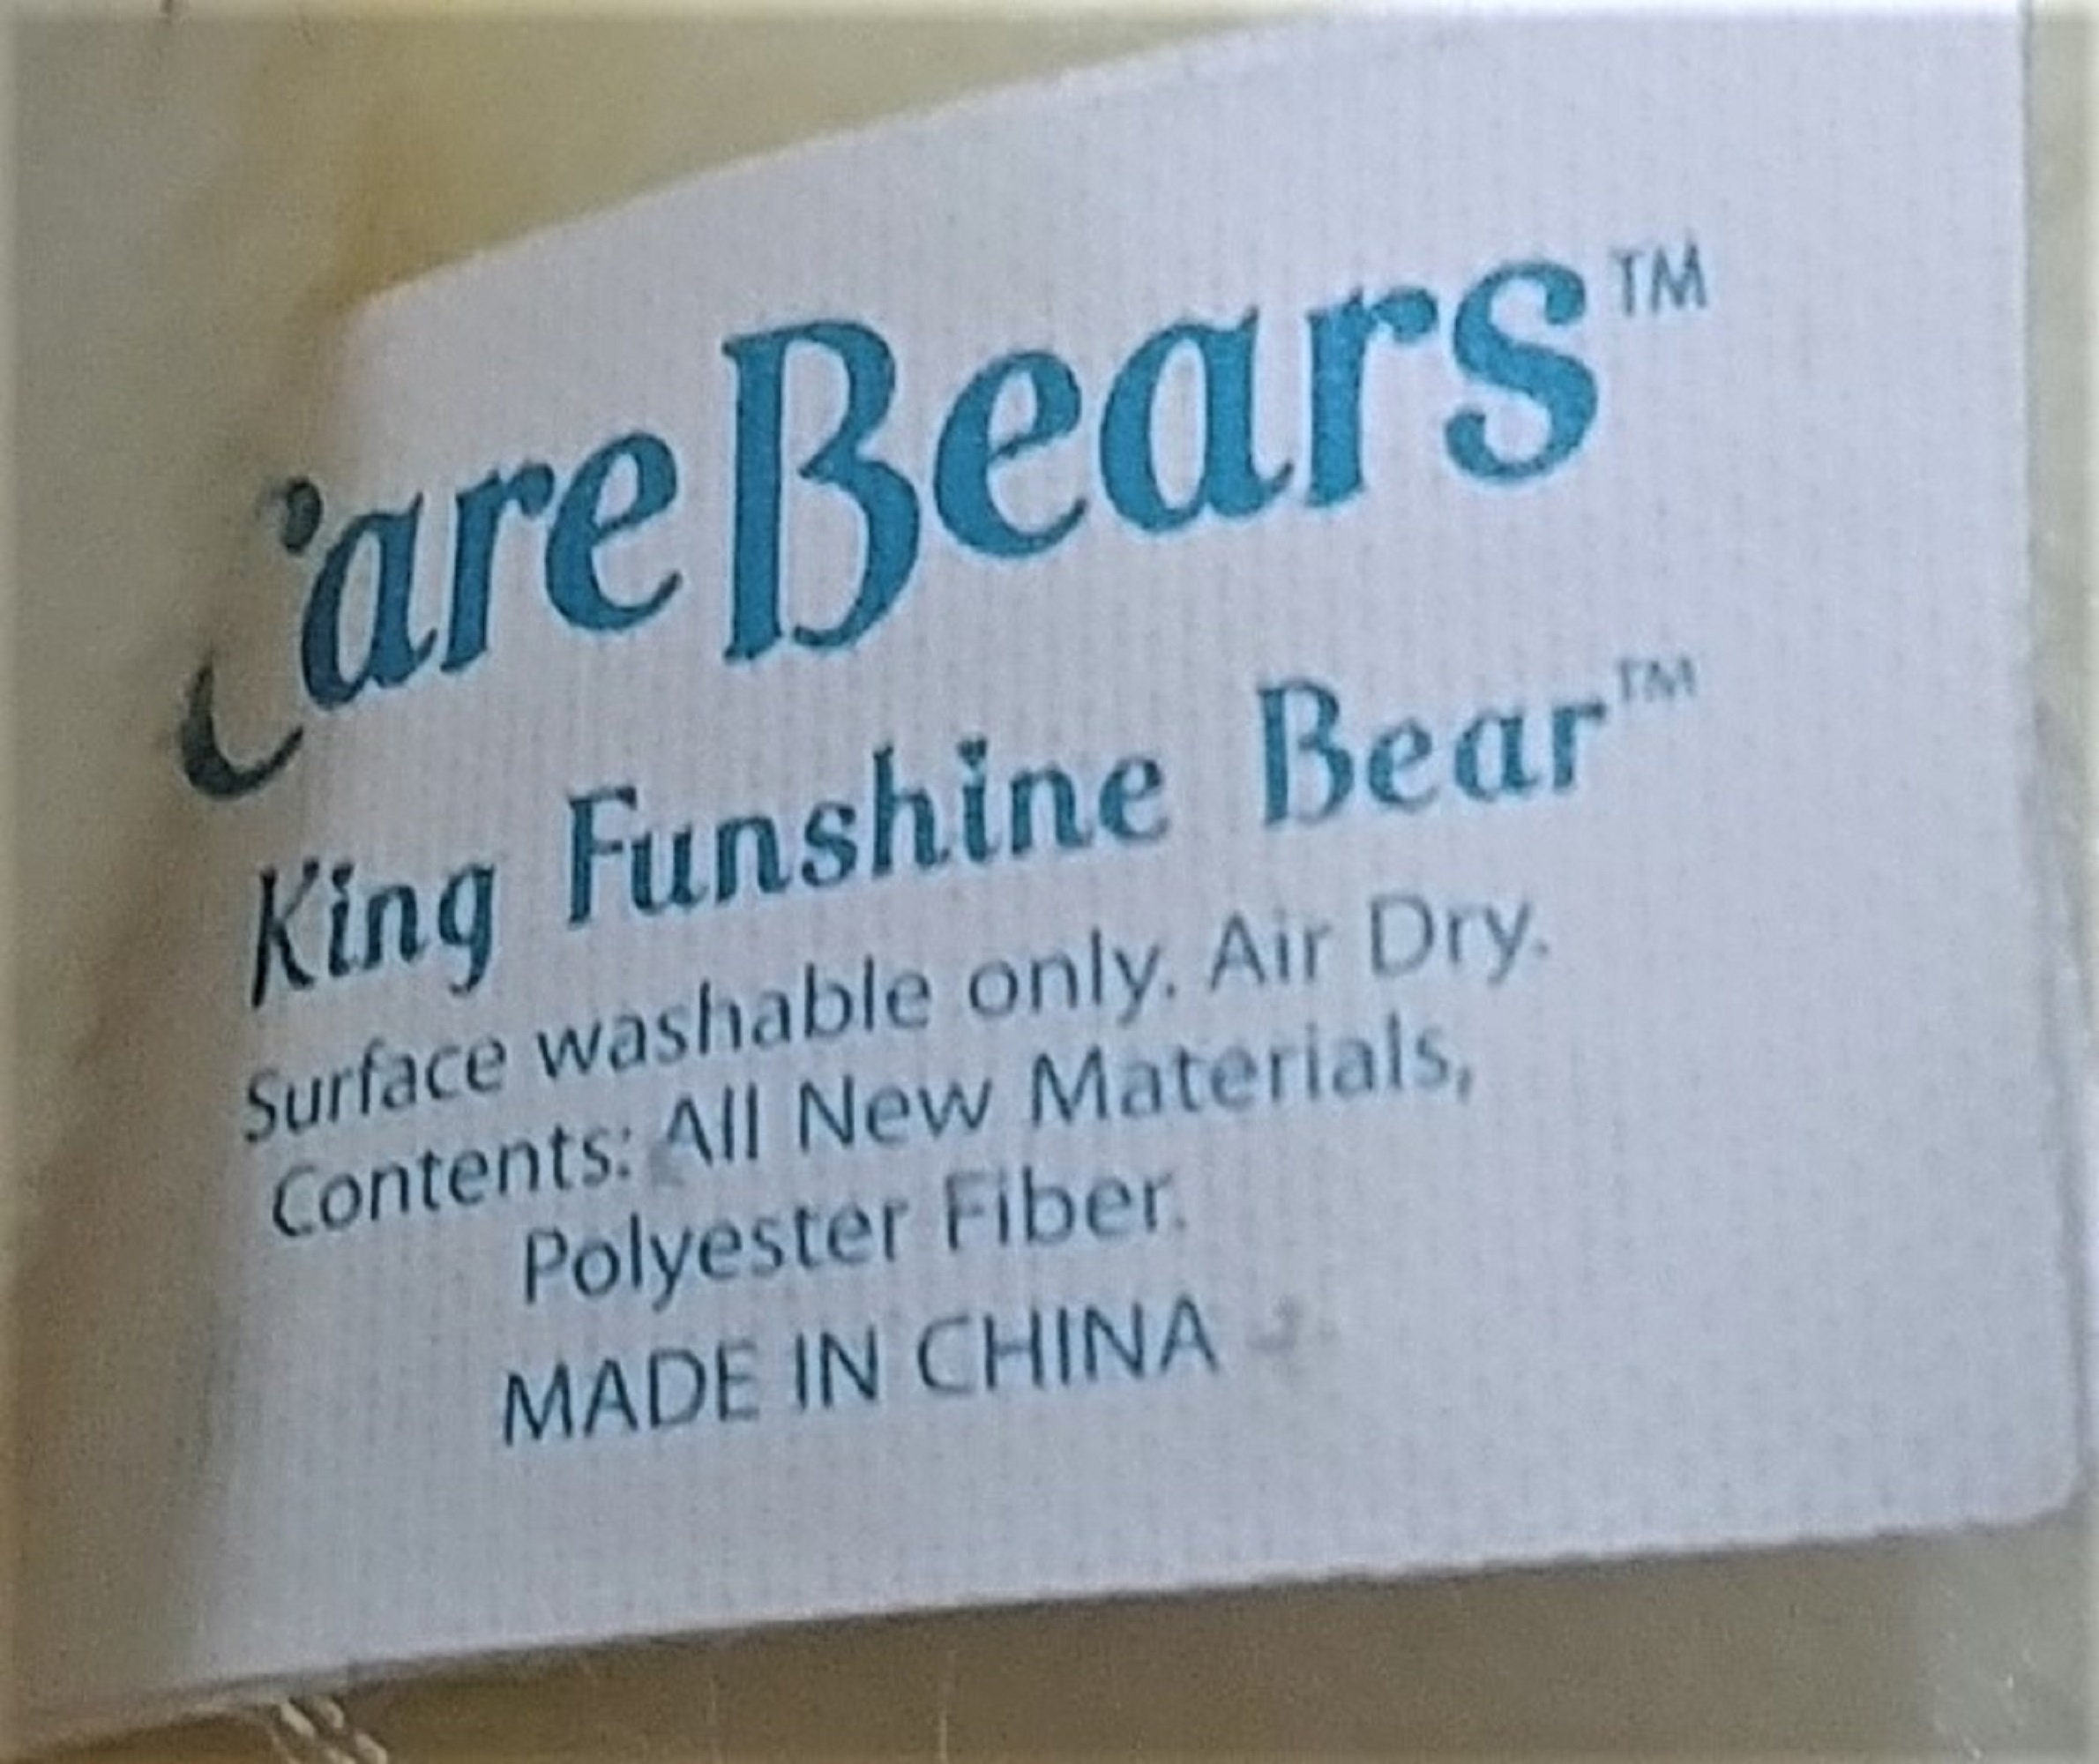 Care Bears™
King Funshine Bear™
Surface washable only. Air Dry.
Contents: All New Materials,
Polyester Fiber.
MADE IN CHINA